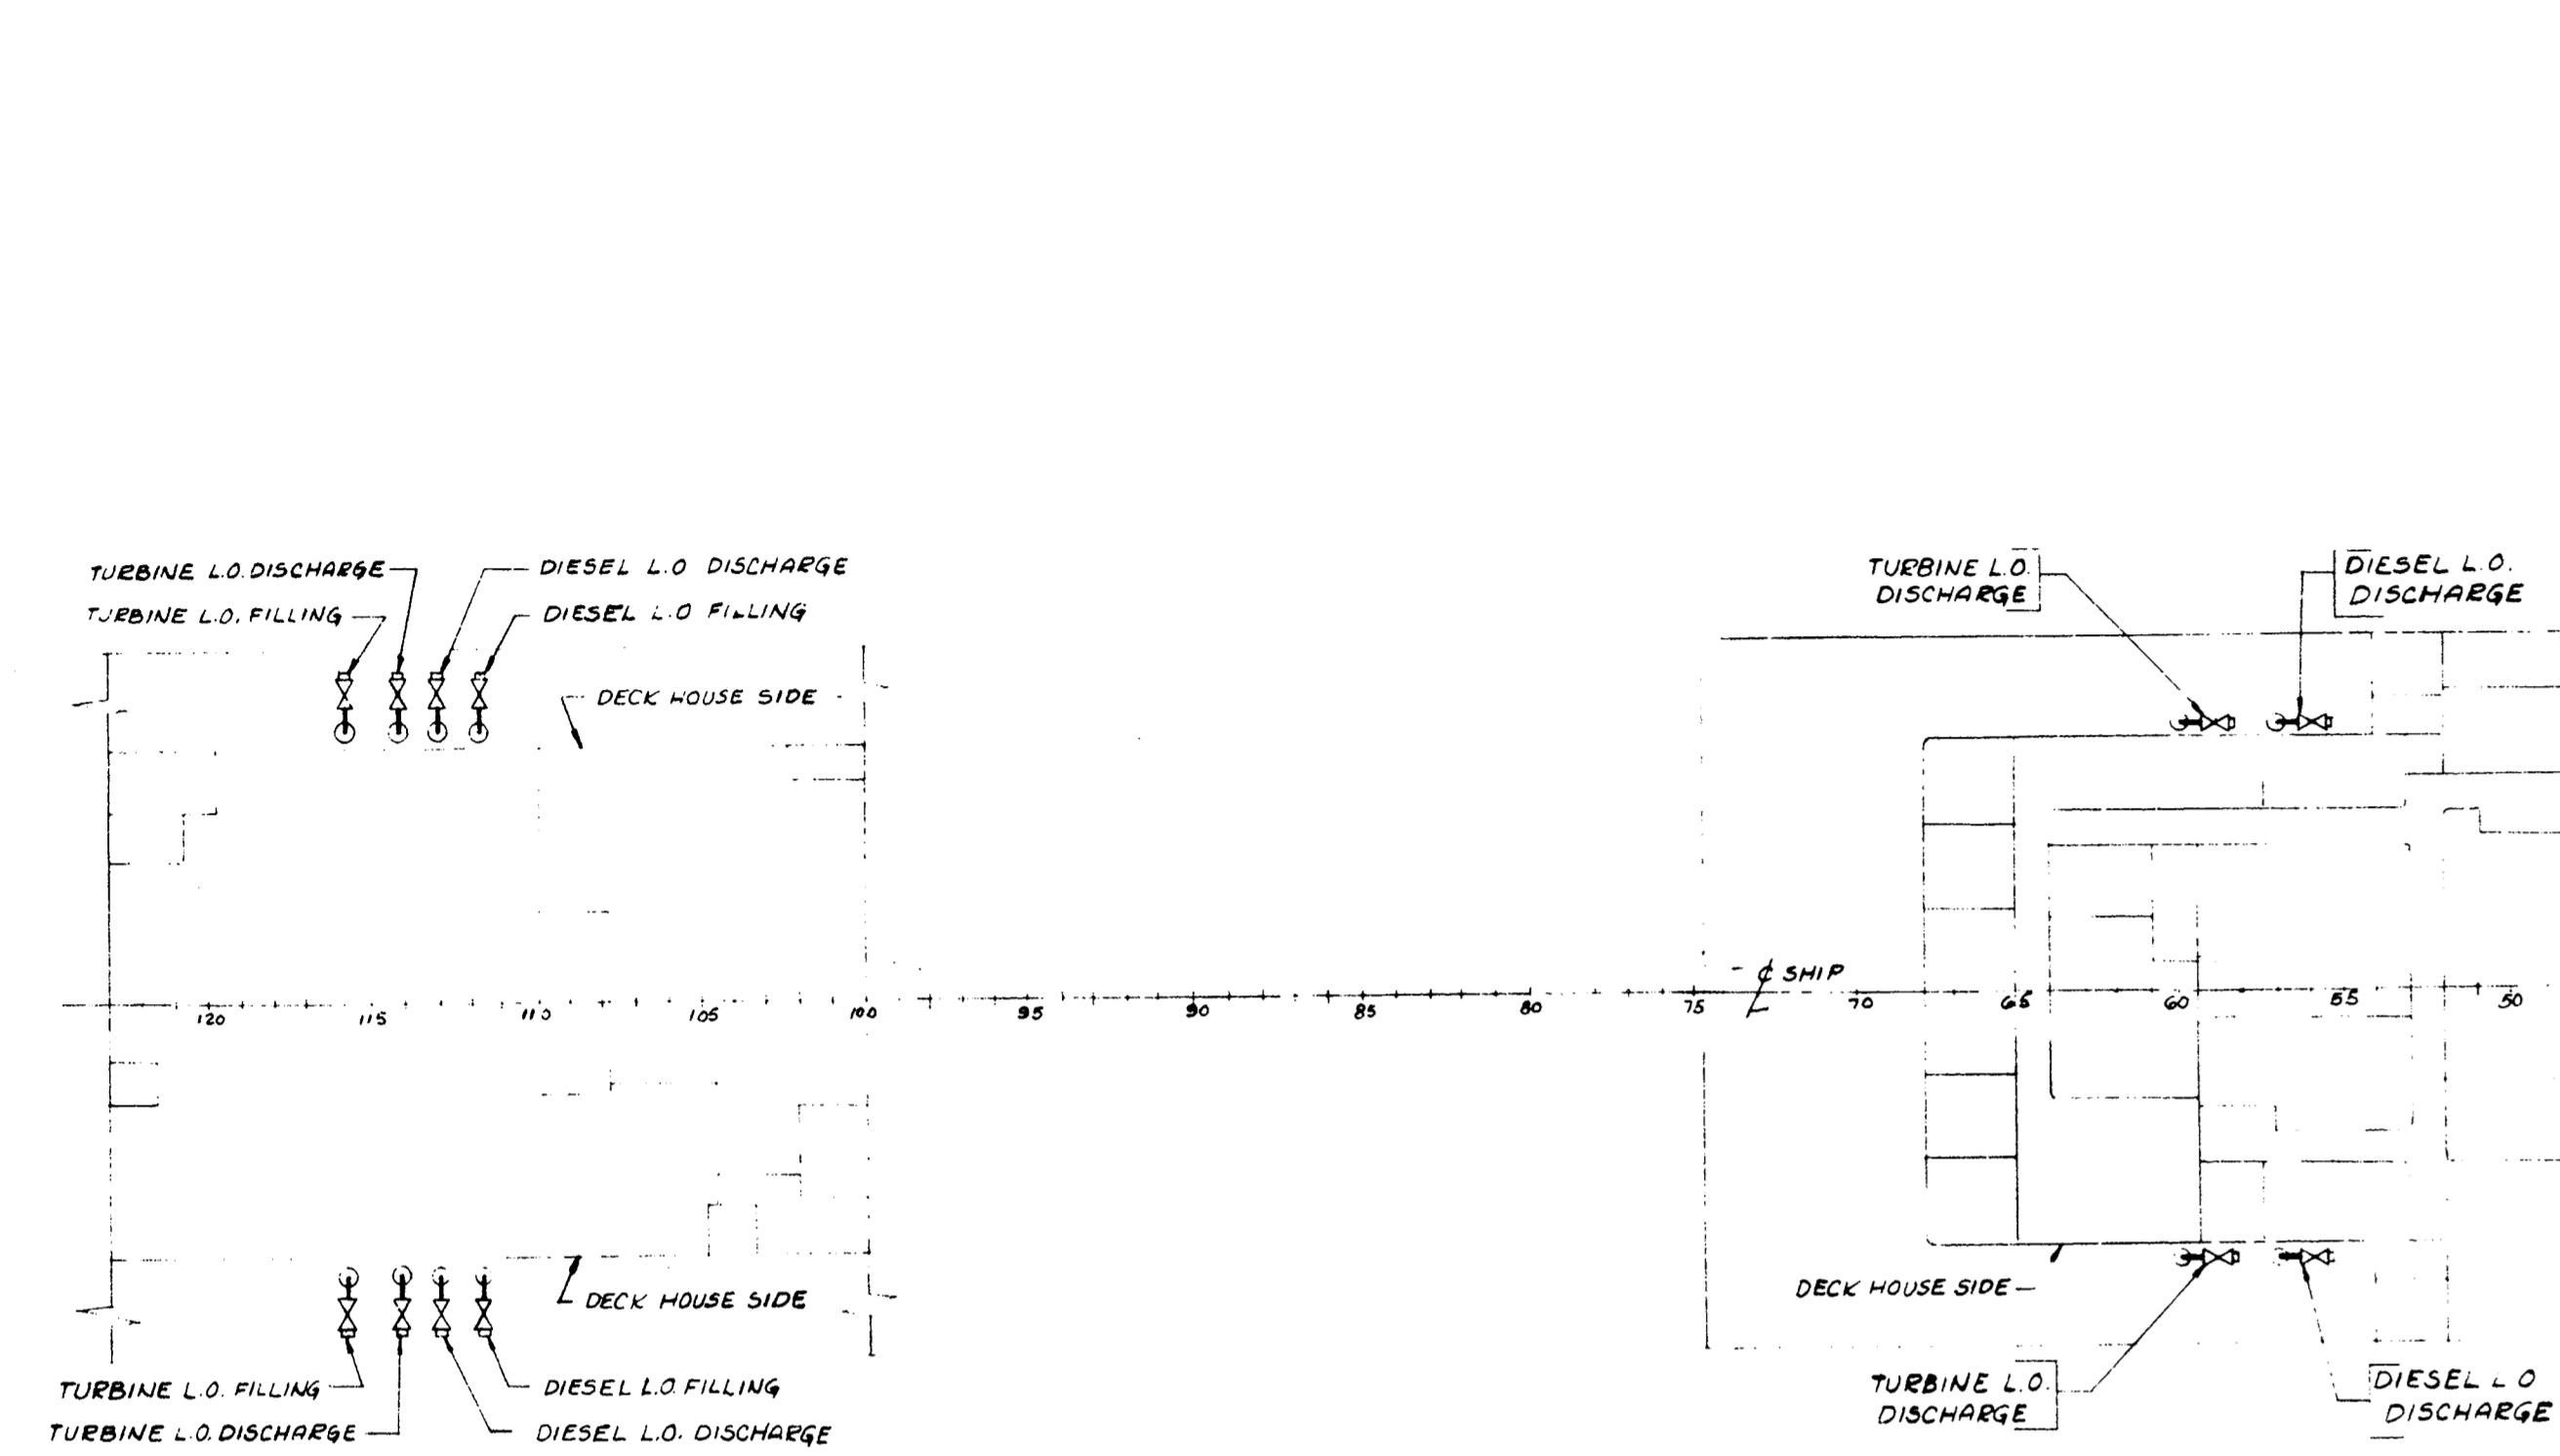 TURBINE L.O. DISCHARGE
DIESEL L.O DISCHARGE
TURBINE L.O. FILLING
DIESEL L.O FILLING
DECK HOUSE SIDE
TURBINE L.O.
DISCHARGE
DIESEL L.O.
DISCHARGE
℄ SHIP
120 115 110 105 100 95 90 85 80 75 70 65 60 55 50
DECK HOUSE SIDE
DECK HOUSE SIDE
TURBINE L.O. FILLING
DIESEL L.O. FILLING
TURBINE L.O. DISCHARGE
DIESEL L.O. DISCHARGE
TURBINE L.O.
DISCHARGE
DIESEL L O
DISCHARGE